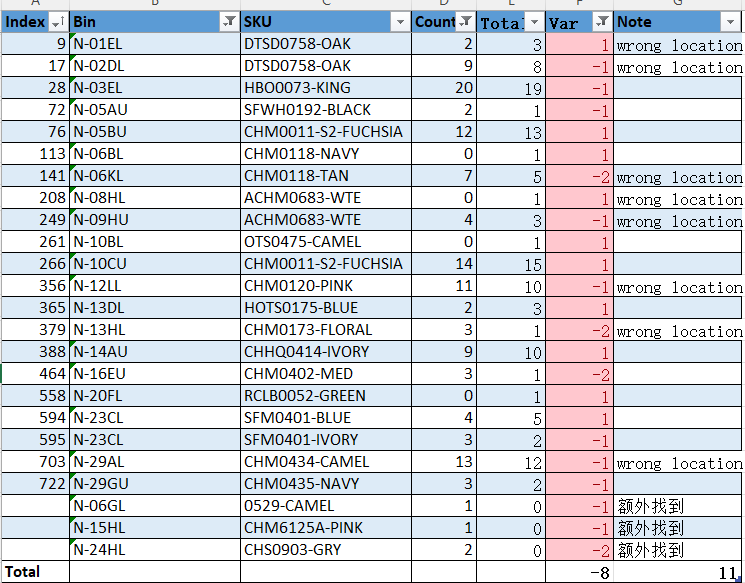 Index Bin SKU Count Total Var Note
9 N-01EL DTSD0758-OAK 2 3 1 wrong location
17 N-02DL DTSD0758-OAK 9 8 -1 wrong location
28 N-03EL HBO0073-KING 20 19 -1
72 N-05AU SFWH0192-BLACK 2 1 -1
76 N-05BU CHM0011-S2-FUCHSIA 12 13 1
113 N-06BL CHM0118-NAVY 0 1 1
141 N-06KL CHM0118-TAN 7 5 -2 wrong location
208 N-08HL ACHM0683-WTE 0 1 1 wrong location
249 N-09HU ACHM0683-WTE 4 3 -1 wrong location
261 N-10BL OTS0475-CAMEL 0 1 1
266 N-10CU CHM0011-S2-FUCHSIA 14 15 1
356 N-12LL CHM0120-PINK 11 10 -1 wrong location
365 N-13DL HOTS0175-BLUE 2 3 1
379 N-13HL CHM0173-FLORAL 3 1 -2 wrong location
388 N-14AU CHHQ0414-IVORY 9 10 1
464 N-16EU CHM0402-MED 3 1 -2
558 N-20FL RCLB0052-GREEN 0 1 1
594 N-23CL SFM0401-BLUE 4 5 1
595 N-23CL SFM0401-IVORY 3 2 -1
703 N-29AL CHM0434-CAMEL 13 12 -1 wrong location
722 N-29GU CHM0435-NAVY 3 2 -1
N-06GL 0529-CAMEL 1 0 -1 额外找到
N-15HL CHM6125A-PINK 1 0 -1 额外找到
N-24HL CHS0903-GRY 2 0 -2 额外找到
Total -8 11